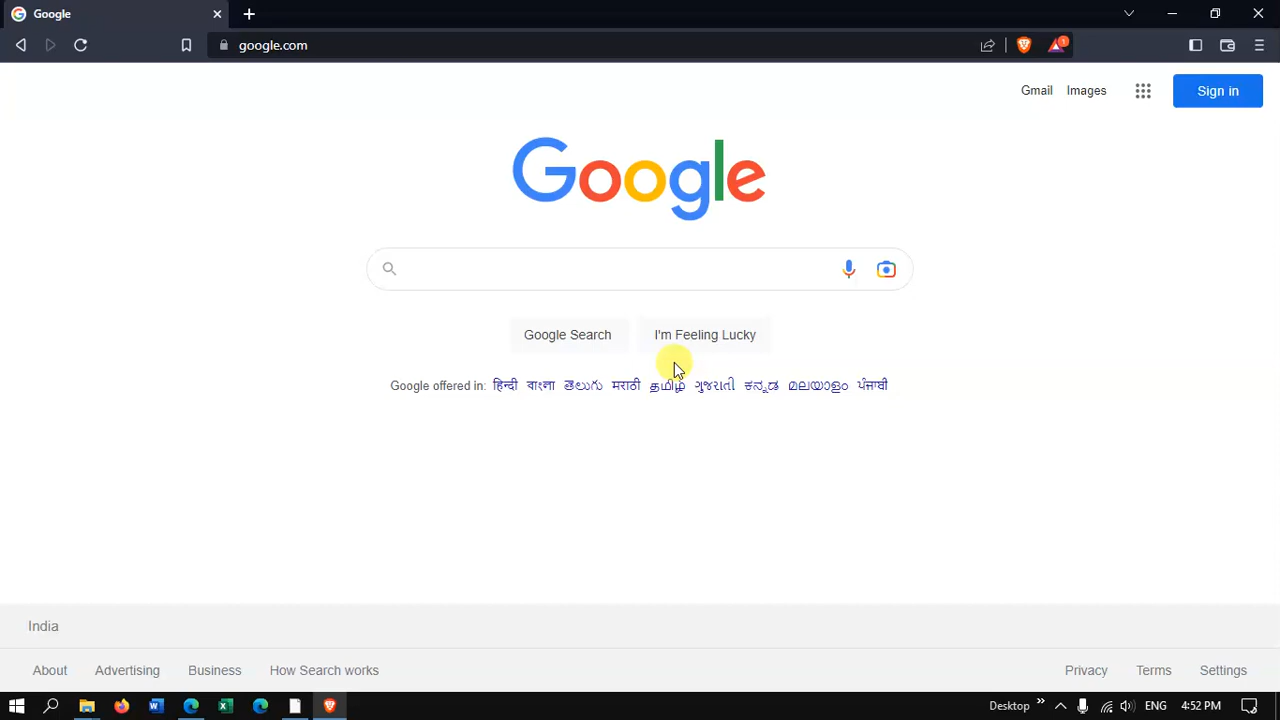 Google
google.com
1
Gmail Images Sign in
Google
Google Search I'm Feeling Lucky
Google offered in: हिन्दी বাংলা తెలుగు मराठी தமிழ் ગુજરાતી ಕನ್ನಡ മലയാളം ਪੰਜਾਬੀ
India
About Advertising Business How Search works Privacy Terms Settings
Desktop ENG 4:52 PM